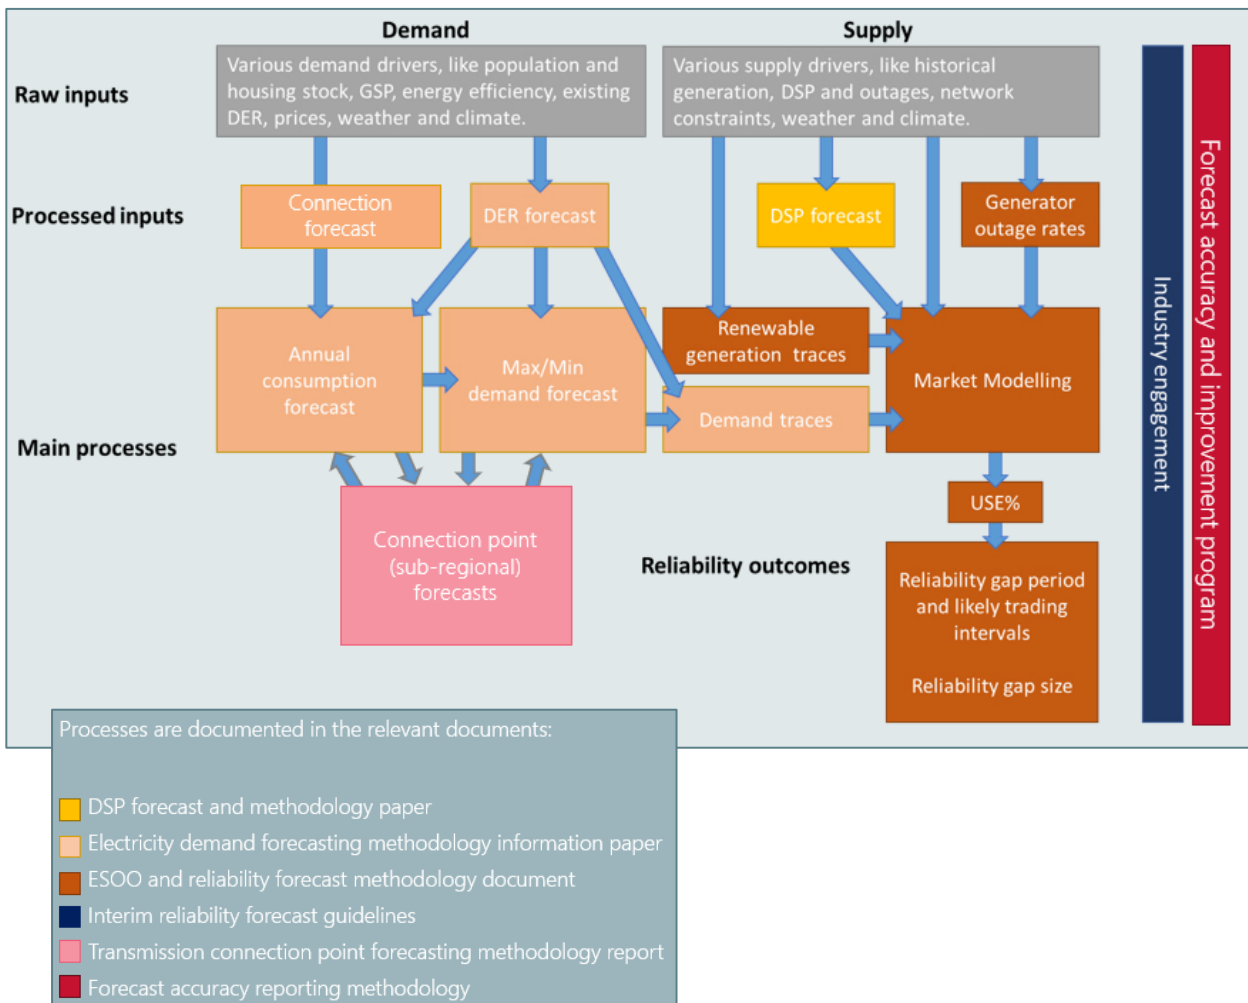 Demand
Supply
Raw inputs
Various demand drivers, like population and
housing stock, GSP, energy efficiency, existing
DER, prices, weather and climate.
Various supply drivers, like historical
generation, DSP and outages, network
constraints, weather and climate.
Processed inputs
Connection
forecast
DER forecast
DSP forecast
Generator
outage rates
Main processes
Annual
consumption
forecast
Max/Min
demand forecast
Renewable
generation traces
Demand traces
Market Modelling
Connection point
(sub-regional)
forecasts
USE%
Reliability outcomes
Reliability gap period
and likely trading
intervals
Reliability gap size
Industry engagement
Forecast accuracy and improvement program
Processes are documented in the relevant documents:
DSP forecast and methodology paper
Electricity demand forecasting methodology information paper
ESOO and reliability forecast methodology document
Interim reliability forecast guidelines
Transmission connection point forecasting methodology report
Forecast accuracy reporting methodology